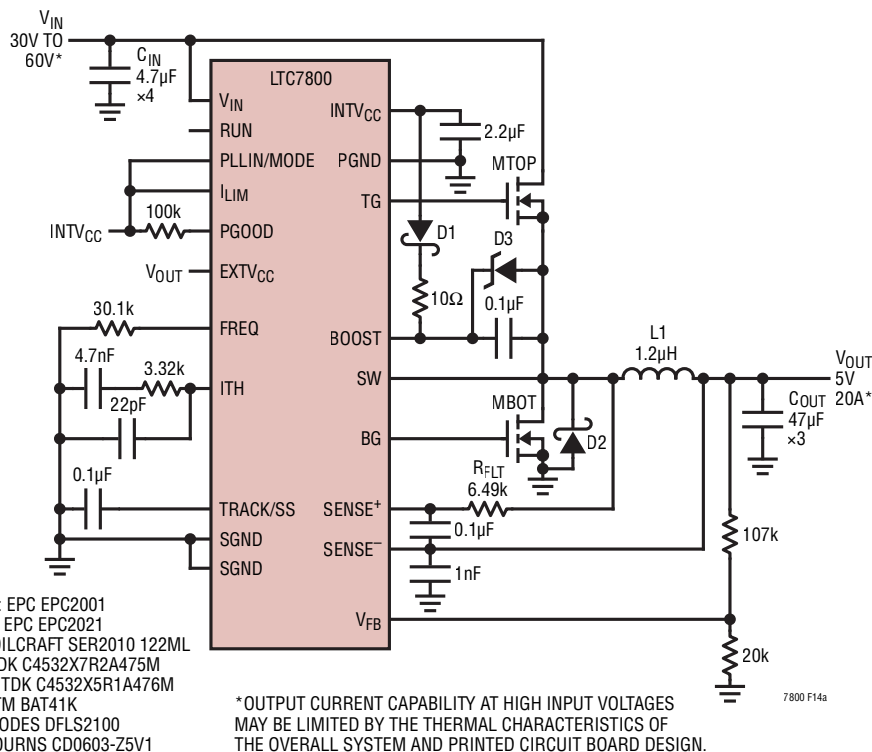 VIN
30V TO
60V*
CIN
4.7µF
×4
LTC7800
VIN
RUN
PLLIN/MODE
ILIM
INTVCC
100k
PGOOD
VOUT
EXTVCC
30.1k
FREQ
4.7nF
3.32k
ITH
22pF
0.1µF
TRACK/SS
SGND
SGND
INTVCC
2.2µF
PGND
MTOP
TG
D1
D3
10Ω
0.1µF
BOOST
L1
1.2µH
SW
VOUT
5V
20A*
COUT
47µF
×3
MBOT
D2
BG
RFLT
6.49k
SENSE+
0.1µF
SENSE–
1nF
107k
VFB
20k
: EPC EPC2001
EPC EPC2021
OILCRAFT SER2010 122ML
DK C4532X7R2A475M
TDK C4532X5R1A476M
TM BAT41K
ODES DFLS2100
OURNS CD0603-Z5V1
*OUTPUT CURRENT CAPABILITY AT HIGH INPUT VOLTAGES
MAY BE LIMITED BY THE THERMAL CHARACTERISTICS OF
THE OVERALL SYSTEM AND PRINTED CIRCUIT BOARD DESIGN.
7800 F14a